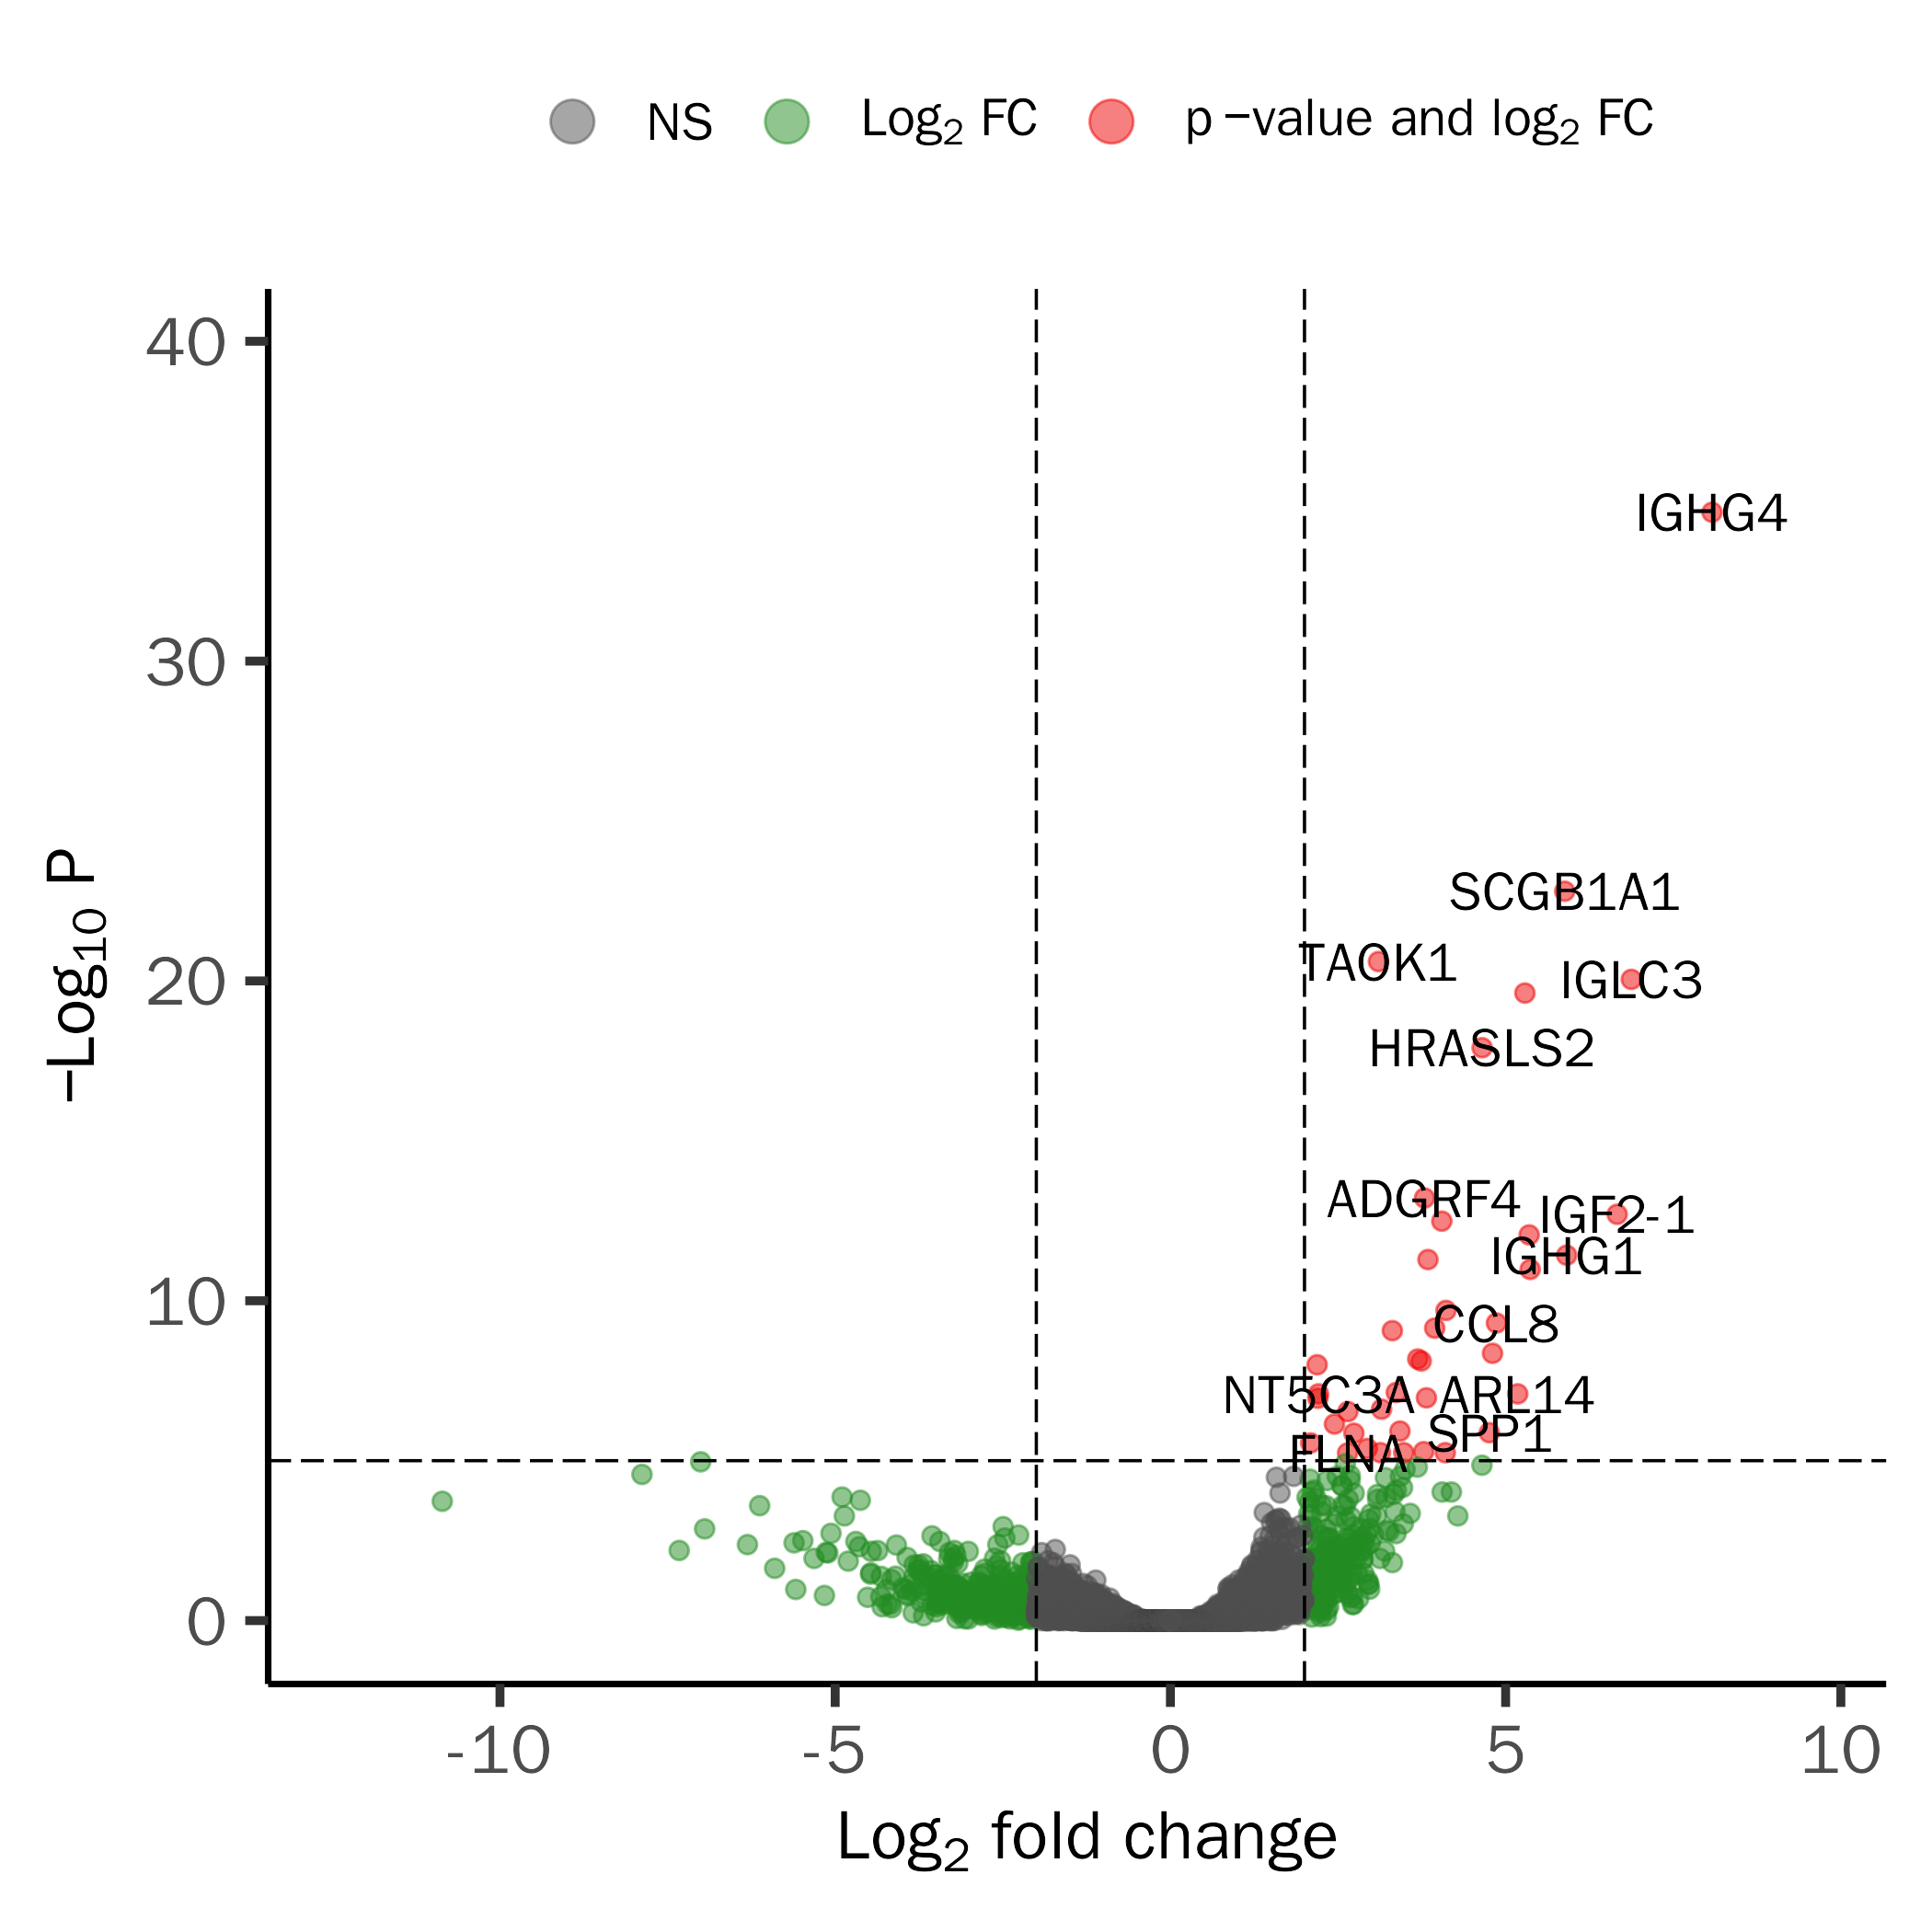 NS Log2 FC p −value and log2 FC
40
30
20
10
0
−Log10 P
IGHG4
SCGB1A1
TAOK1
IGLC3
HRASLS2
ADGRF4
IGF2-1
IGHG1
CCL8
NT5C3A
ARL14
SPP1
FLNA
-10 -5 0 5 10
Log2 fold change